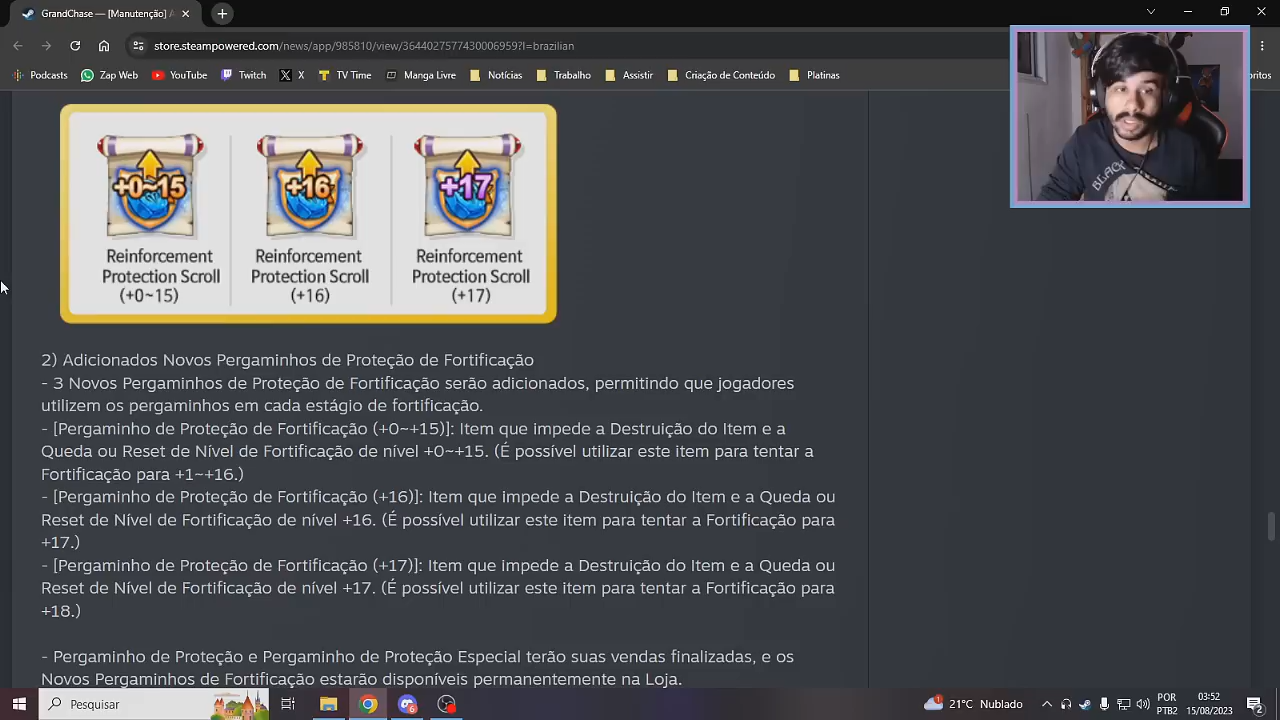 GrandChase — [Manutenção] A
store.steampowered.com/news/app/985810/view/3644027577430006959?l=brazilian
Podcasts Zap Web YouTube Twitch X TV Time Manga Livre Notícias Trabalho Assistir Criação de Conteúdo Platinas oritos
+0~15 +16 +17
Reinforcement Reinforcement Reinforcement
Protection Scroll Protection Scroll Protection Scroll
(+0~15) (+16) (+17)
BLACK
2) Adicionados Novos Pergaminhos de Proteção de Fortificação
- 3 Novos Pergaminhos de Proteção de Fortificação serão adicionados, permitindo que jogadores
utilizem os pergaminhos em cada estágio de fortificação.
- [Pergaminho de Proteção de Fortificação (+0~+15)]: Item que impede a Destruição do Item e a
Queda ou Reset de Nível de Fortificação de nível +0~+15. (É possível utilizar este item para tentar a
Fortificação para +1~+16.)
- [Pergaminho de Proteção de Fortificação (+16)]: Item que impede a Destruição do Item e a Queda ou
Reset de Nível de Fortificação de nível +16. (É possível utilizar este item para tentar a Fortificação para
+17.)
- [Pergaminho de Proteção de Fortificação (+17)]: Item que impede a Destruição do Item e a Queda ou
Reset de Nível de Fortificação de nível +17. (É possível utilizar este item para tentar a Fortificação para
+18.)
- Pergaminho de Proteção e Pergaminho de Proteção Especial terão suas vendas finalizadas, e os
Novos Pergaminhos de Fortificação estarão disponíveis permanentemente na Loja.
Pesquisar 21°C Nublado POR 03:52
PTB2 15/08/2023 2